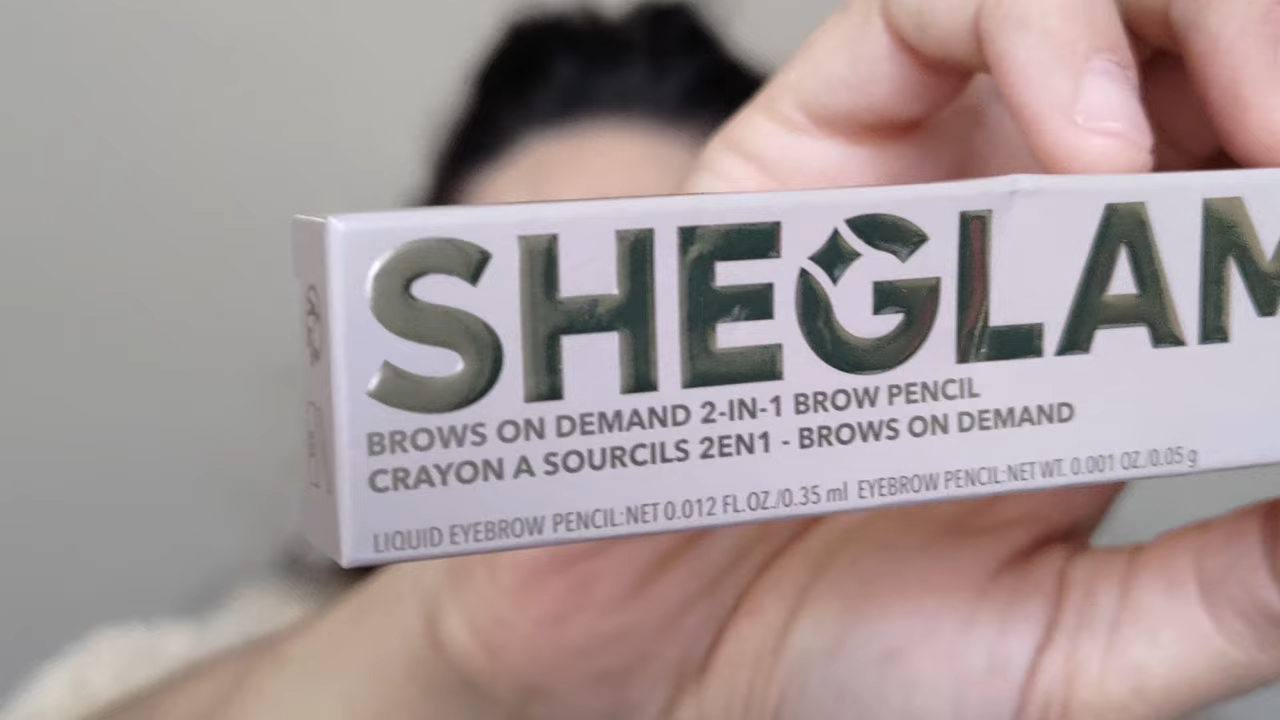 SHEGLAM
BROWS ON DEMAND 2-IN-1 BROW PENCIL
CRAYON A SOURCILS 2EN1 - BROWS ON DEMAND
LIQUID EYEBROW PENCIL:NET 0.012 FL.OZ./0.35 ml EYEBROW PENCIL:NET WT. 0.001 OZ./0.05 g